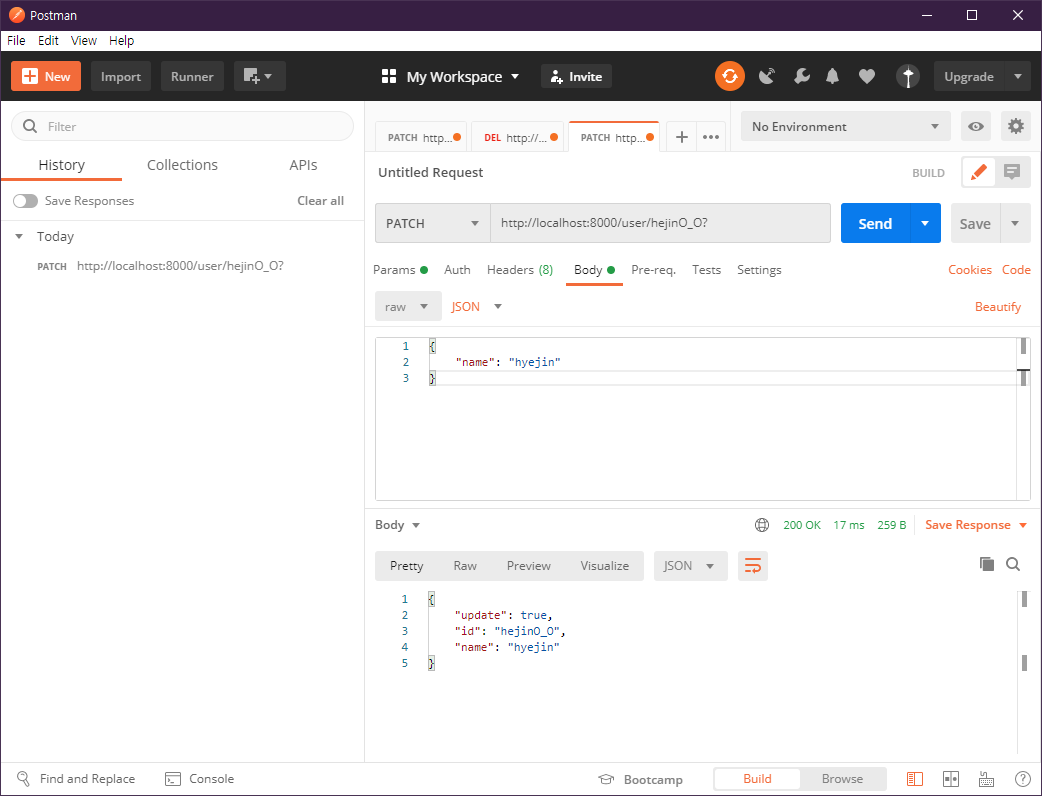 Postman
File Edit View Help
New Import Runner My Workspace Invite Upgrade
Filter
History Collections APIs
Save Responses Clear all
Today
PATCH http://localhost:8000/user/hejinO_O?
PATCH http... DEL http://... PATCH http... No Environment
Untitled Request BUILD
PATCH http://localhost:8000/user/hejinO_O? Send Save
Params Auth Headers (8) Body Pre-req. Tests Settings Cookies Code
raw JSON Beautify
1 {
2 "name": "hyejin"
3 }
Body 200 OK 17 ms 259 B Save Response
Pretty Raw Preview Visualize JSON
1 {
2 "update": true,
3 "id": "hejinO_O",
4 "name": "hyejin"
5 }
Find and Replace Console Bootcamp Build Browse